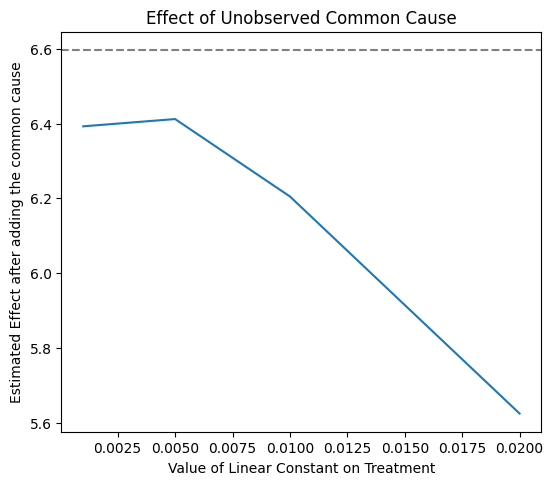 Effect of Unobserved Common Cause
Estimated Effect after adding the common cause
6.6
6.4
6.2
6.0
5.8
5.6
0.0025 0.0050 0.0075 0.0100 0.0125 0.0150 0.0175 0.0200
Value of Linear Constant on Treatment